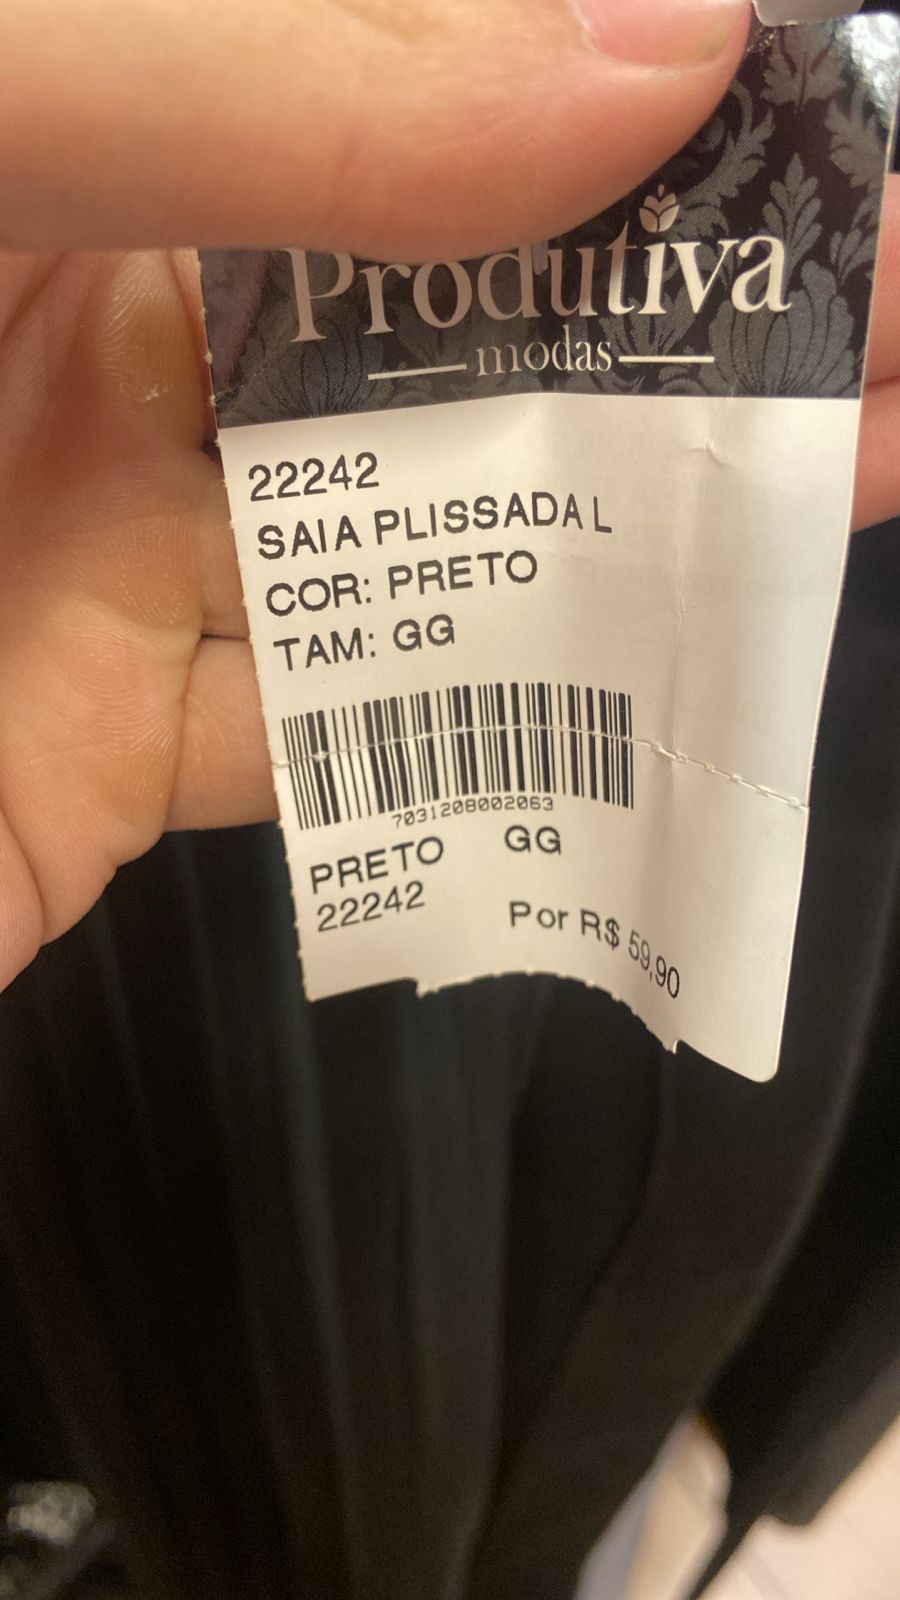 Produtiva
modas
22242
SAIA PLISSADA L
COR: PRETO
TAM: GG
7031208002063
PRETO GG
22242
Por R$ 59,90